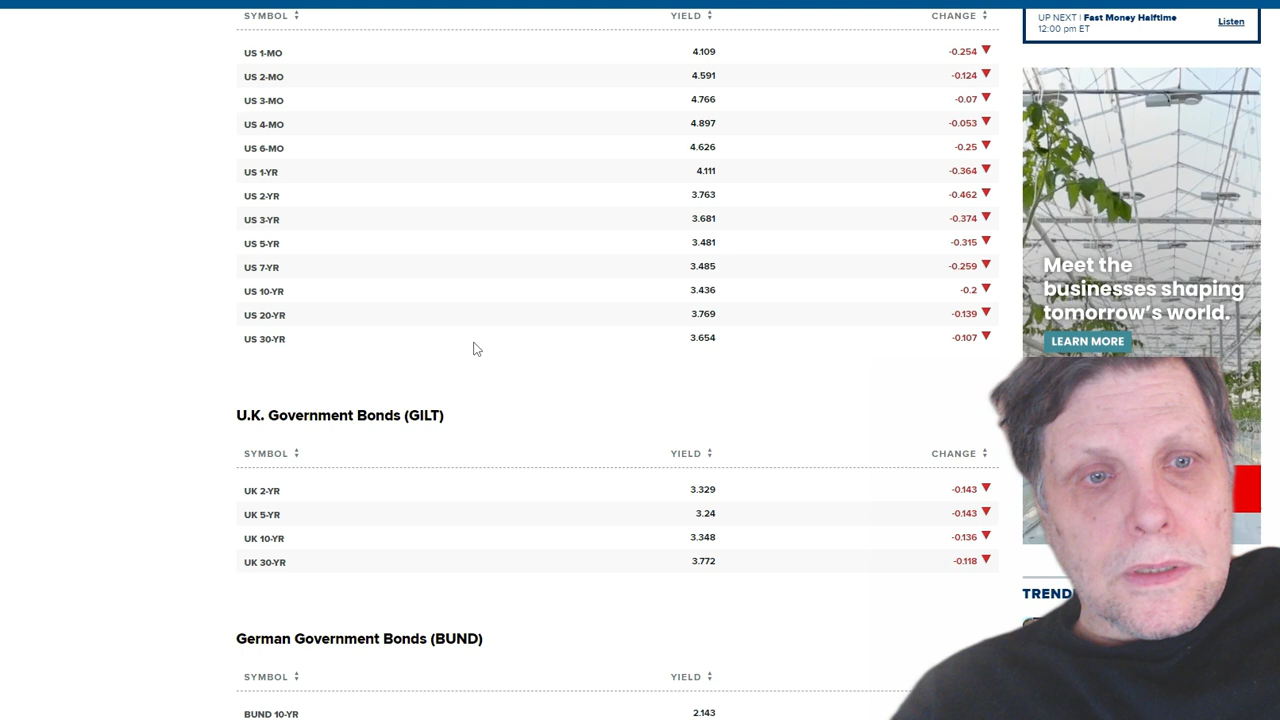 SYMBOL YIELD CHANGE
US 1-MO 4.109 -0.254
US 2-MO 4.591 -0.124
US 3-MO 4.766 -0.07
US 4-MO 4.897 -0.053
US 6-MO 4.626 -0.25
US 1-YR 4.111 -0.364
US 2-YR 3.763 -0.462
US 3-YR 3.681 -0.374
US 5-YR 3.481 -0.315
US 7-YR 3.485 -0.259
US 10-YR 3.436 -0.2
US 20-YR 3.769 -0.139
US 30-YR 3.654 -0.107
U.K. Government Bonds (GILT)
SYMBOL YIELD CHANGE
UK 2-YR 3.329 -0.143
UK 5-YR 3.24 -0.143
UK 10-YR 3.348 -0.136
UK 30-YR 3.772 -0.118
German Government Bonds (BUND)
SYMBOL YIELD
BUND 10-YR 2.143
UP NEXT | Fast Money Halftime Listen
12:00 pm ET
Meet the
businesses shaping
tomorrow's world.
LEARN MORE